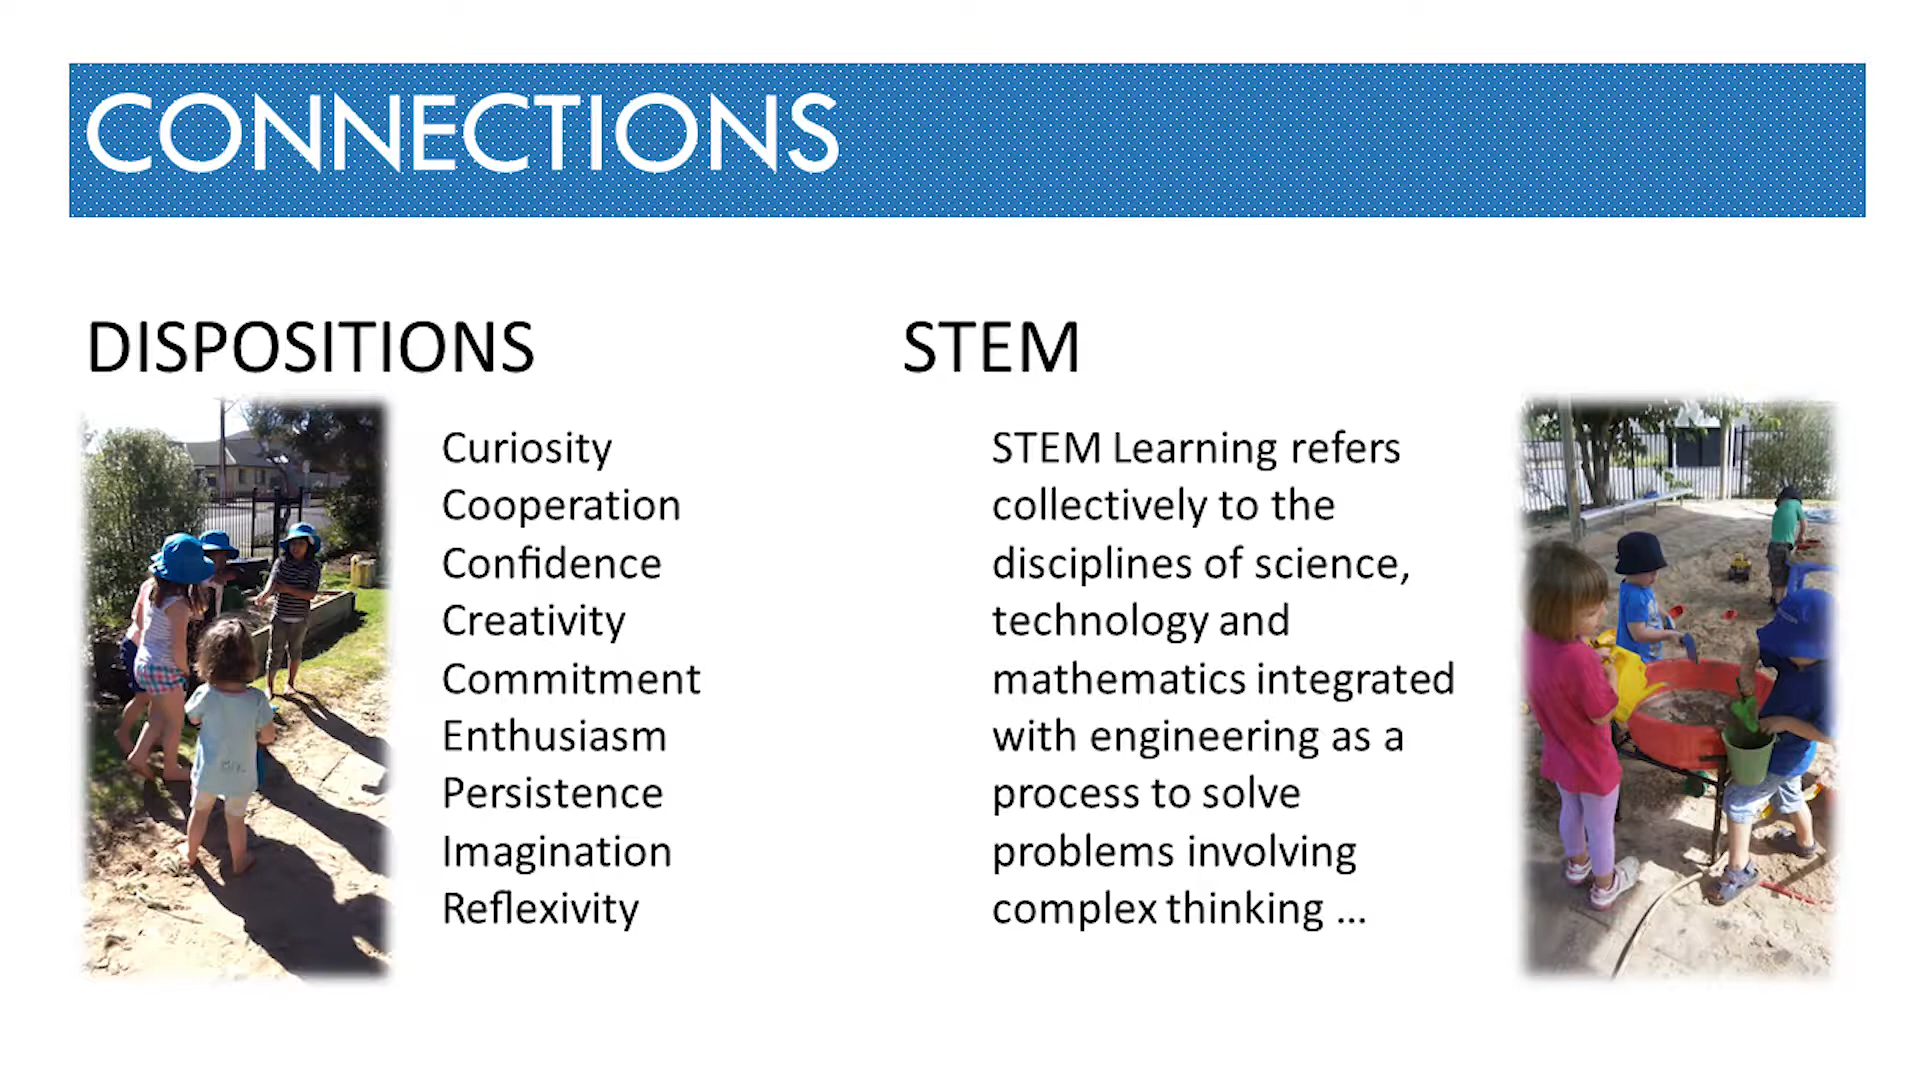 CONNECTIONS
DISPOSITIONS
Curiosity
Cooperation
Confidence
Creativity
Commitment
Enthusiasm
Persistence
Imagination
Reflexivity
STEM
STEM Learning refers
collectively to the
disciplines of science,
technology and
mathematics integrated
with engineering as a
process to solve
problems involving
complex thinking ...